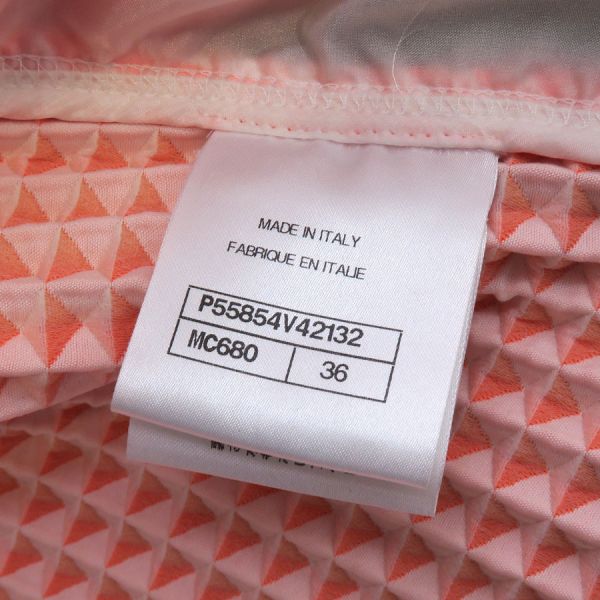 MADE IN ITALY
FABRIQUE EN ITALIE
P55854V42132
MC680 36